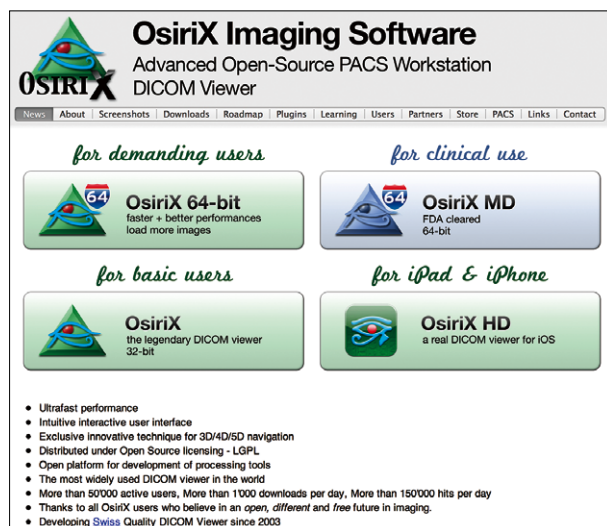 OsiriX Imaging Software
Advanced Open-Source PACS Workstation
DICOM Viewer
OSIRIX
News About Screenshots Downloads Roadmap Plugins Learning Users Partners Store PACS Links Contact
for demanding users
64
OsiriX 64-bit
faster + better performances
load more images
for clinical use
64
OsiriX MD
FDA cleared
64-bit
for basic users
OsiriX
the legendary DICOM viewer
32-bit
for iPad & iPhone
OsiriX HD
a real DICOM viewer for iOS
• Ultrafast performance
• Intuitive interactive user interface
• Exclusive innovative technique for 3D/4D/5D navigation
• Distributed under Open Source licensing - LGPL
• Open platform for development of processing tools
• The most widely used DICOM viewer in the world
• More than 50'000 active users, More than 1'000 downloads per day, More than 150'000 hits per day
• Thanks to all OsiriX users who believe in an open, different and free future in imaging.
• Developing Swiss Quality DICOM Viewer since 2003